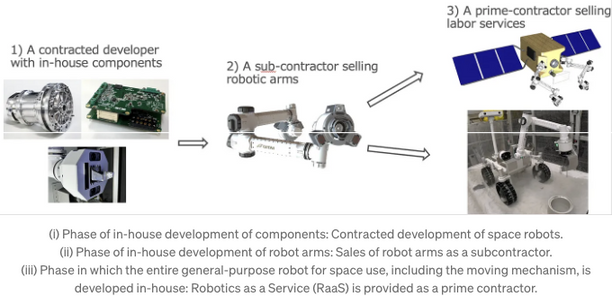 1) A contracted developer
with in-house components
2) A sub-contractor selling
robotic arms
3) A prime-contractor selling
labor services
(i) Phase of in-house development of components: Contracted development of space robots.
(ii) Phase of in-house development of robot arms: Sales of robot arms as a subcontractor.
(iii) Phase in which the entire general-purpose robot for space use, including the moving mechanism, is
developed in-house: Robotics as a Service (RaaS) is provided as a prime contractor.